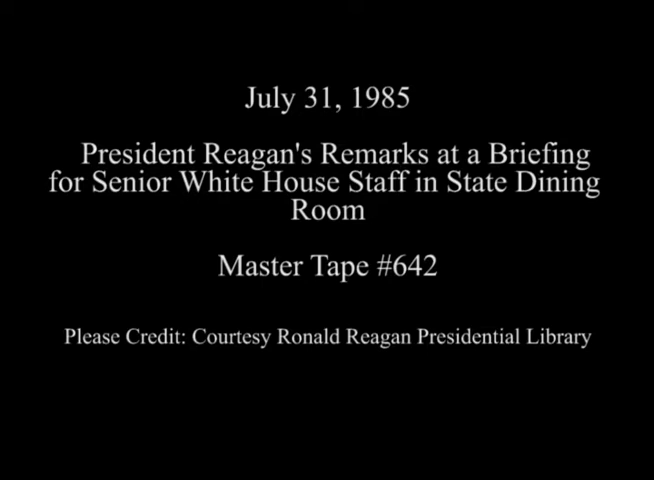 July 31, 1985
President Reagan's Remarks at a Briefing
for Senior White House Staff in State Dining
Room
Master Tape #642
Please Credit: Courtesy Ronald Reagan Presidential Library